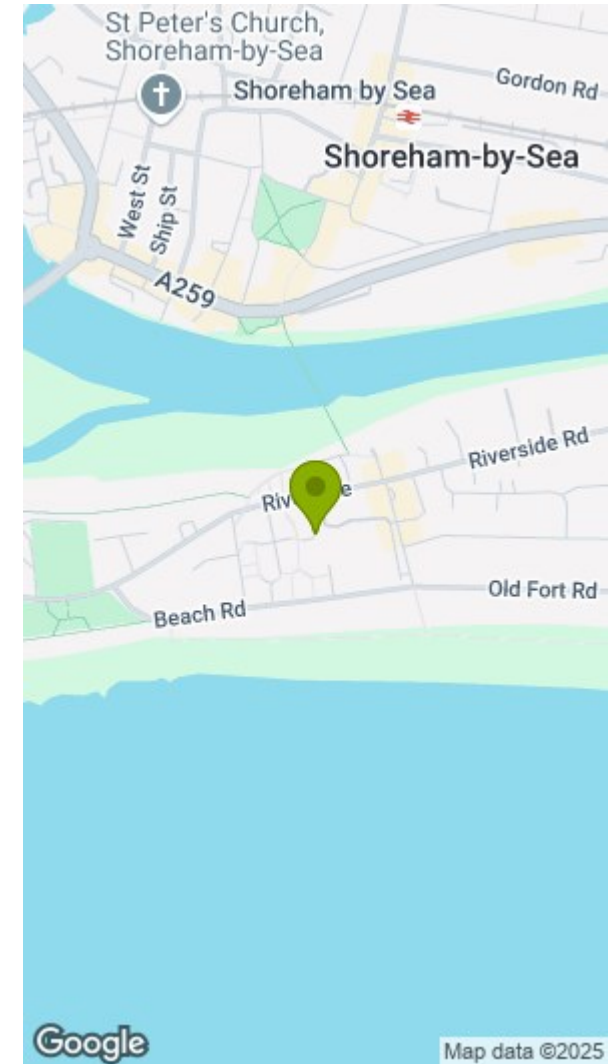 St Peter's Church,
Shoreham-by-Sea
Gordon Rd
Shoreham by Sea
Shoreham-by-Sea
West St
Ship St
A259
Riverside Rd
Old Fort Rd
Beach Rd
Google
Map data ©2025